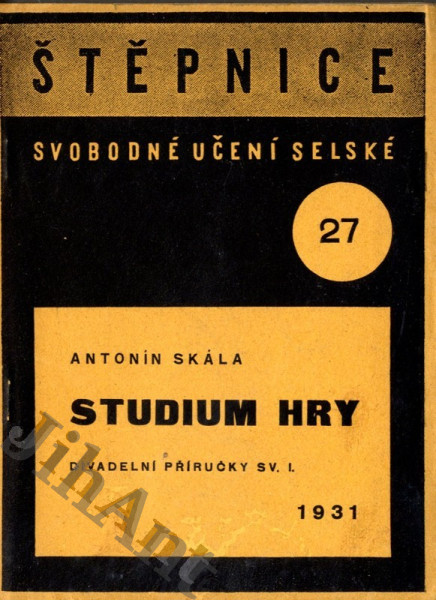 ŠTĚPNICE
SVOBODNÉ UČENÍ SELSKÉ
27
ANTONÍN SKÁLA
STUDIUM HRY
DIVADELNÍ PŘÍRUČKY SV. I.
1931
JihAnt